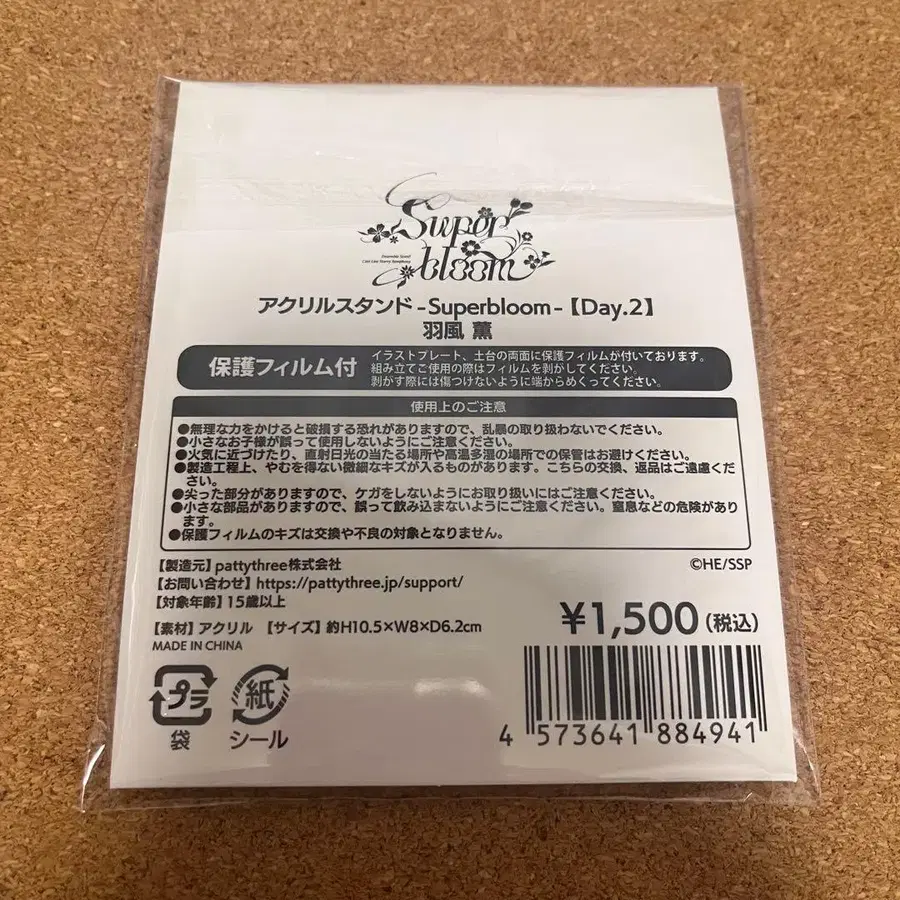 Super
bloom
Ensemble Stars!!
Cast Live Starry Symphony
アクリルスタンド -Superbloom-【Day.2】
羽風 薫
保護フィルム付
イラストプレート、土台の両面に保護フィルムが付いております。
組み立てご使用の際はフィルムを剥がしてください。
剥がす際には傷つけないように端からめくってください。
使用上のご注意
●無理な力をかけると破損する恐れがありますので、乱暴の取り扱わないでください。
●小さなお子様が誤って使用しないようにご注意ください。
●火気に近づけたり、直射日光の当たる場所や高温多湿の場所での保管はお避けください。
●製造工程上、やむを得ない微細なキズが入るものがあります。こちらの交換、返品はご遠慮くだ
さい。
●尖った部分がありますので、ケガをしないようにお取り扱いにはご注意ください。
●小さな部品がありますので、誤って飲み込まないようにご注意ください。窒息などの危険があり
ます。
●保護フィルムのキズは交換や不良の対象となりません。
【製造元】pattythree株式会社
©HE/SSP
【お問い合わせ】https://pattythree.jp/support/
【対象年齢】15歳以上
¥1,500(税込)
【素材】アクリル 【サイズ】約H10.5×W8×D6.2cm
MADE IN CHINA
プラ
紙
袋
シール
4 573641 884941